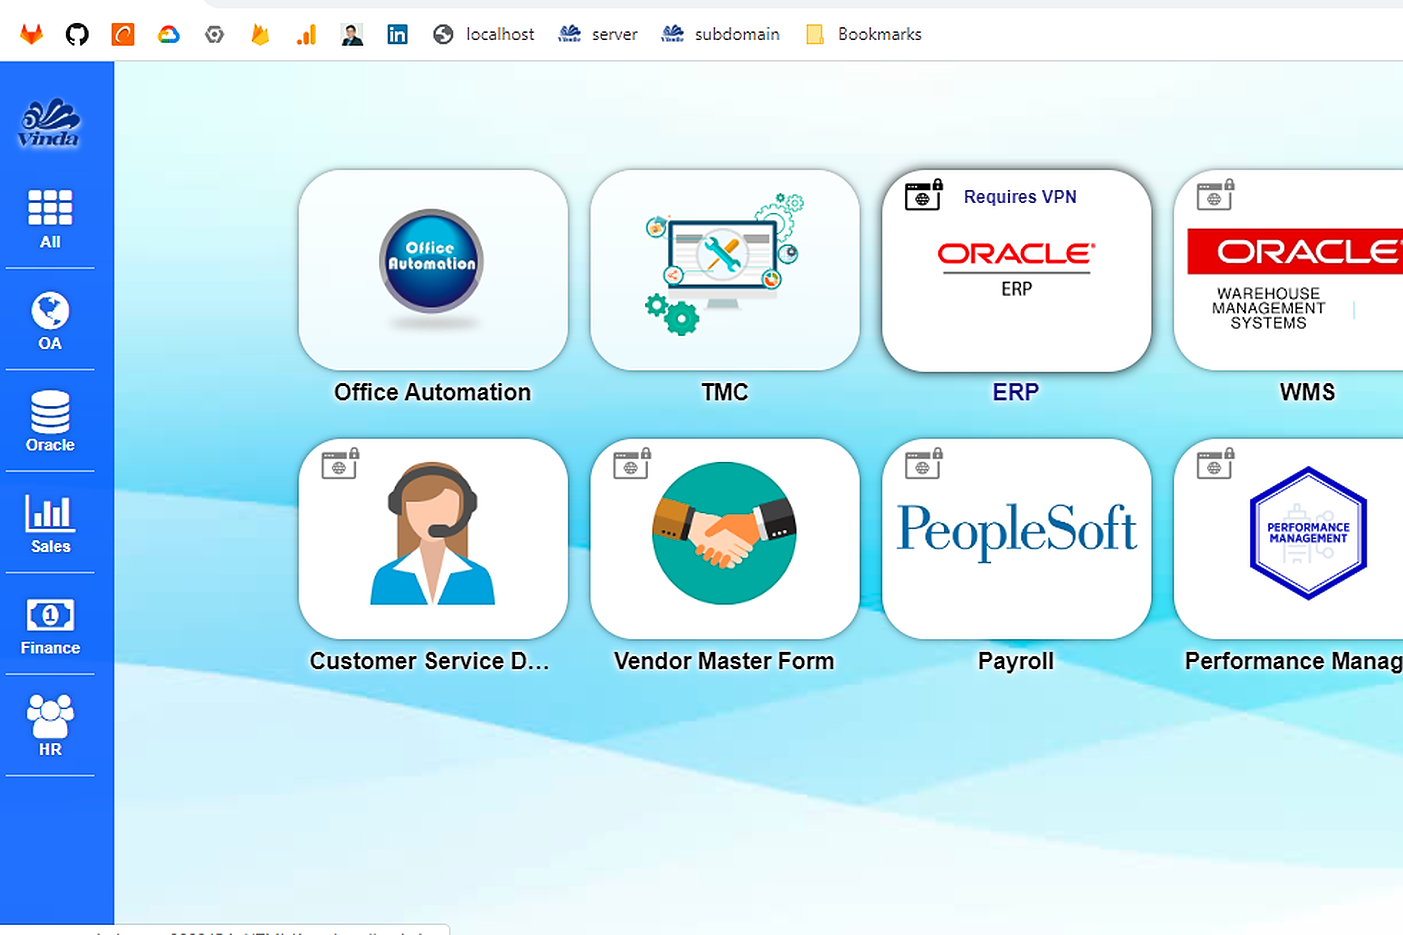 localhost
server
subdomain
Bookmarks
Vinda
All
OA
Oracle
Sales
1
Finance
HR
Office
Automation
Office Automation
TMC
Requires VPN
ORACLE®
ERP
ERP
ORACLE
WAREHOUSE
MANAGEMENT
SYSTEMS
WMS
Customer Service D...
Vendor Master Form
PeopleSoft
Payroll
PERFORMANCE
MANAGEMENT
Performance Manag